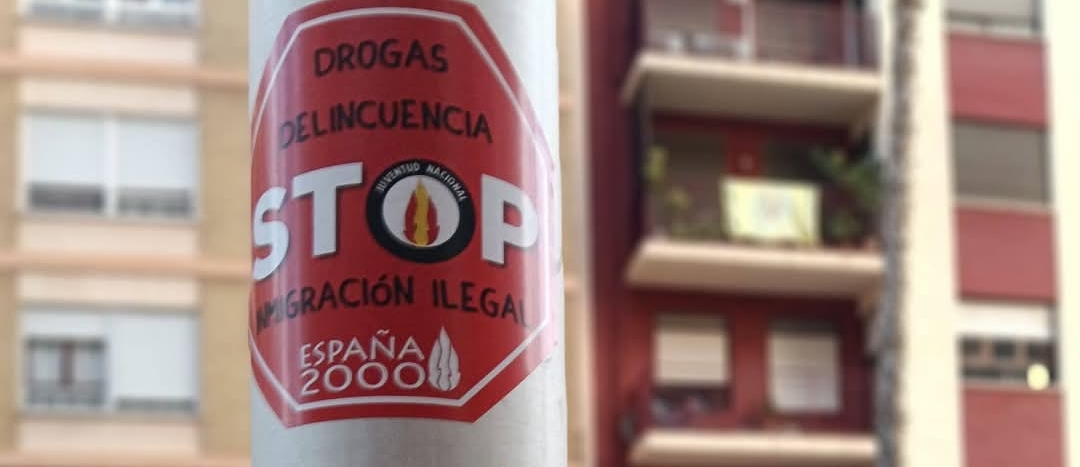 DROGAS
DELINCUENCIA
STOP
JUVENTUD NACIONAL
INMIGRACIÓN ILEGAL
ESPAÑA
2000